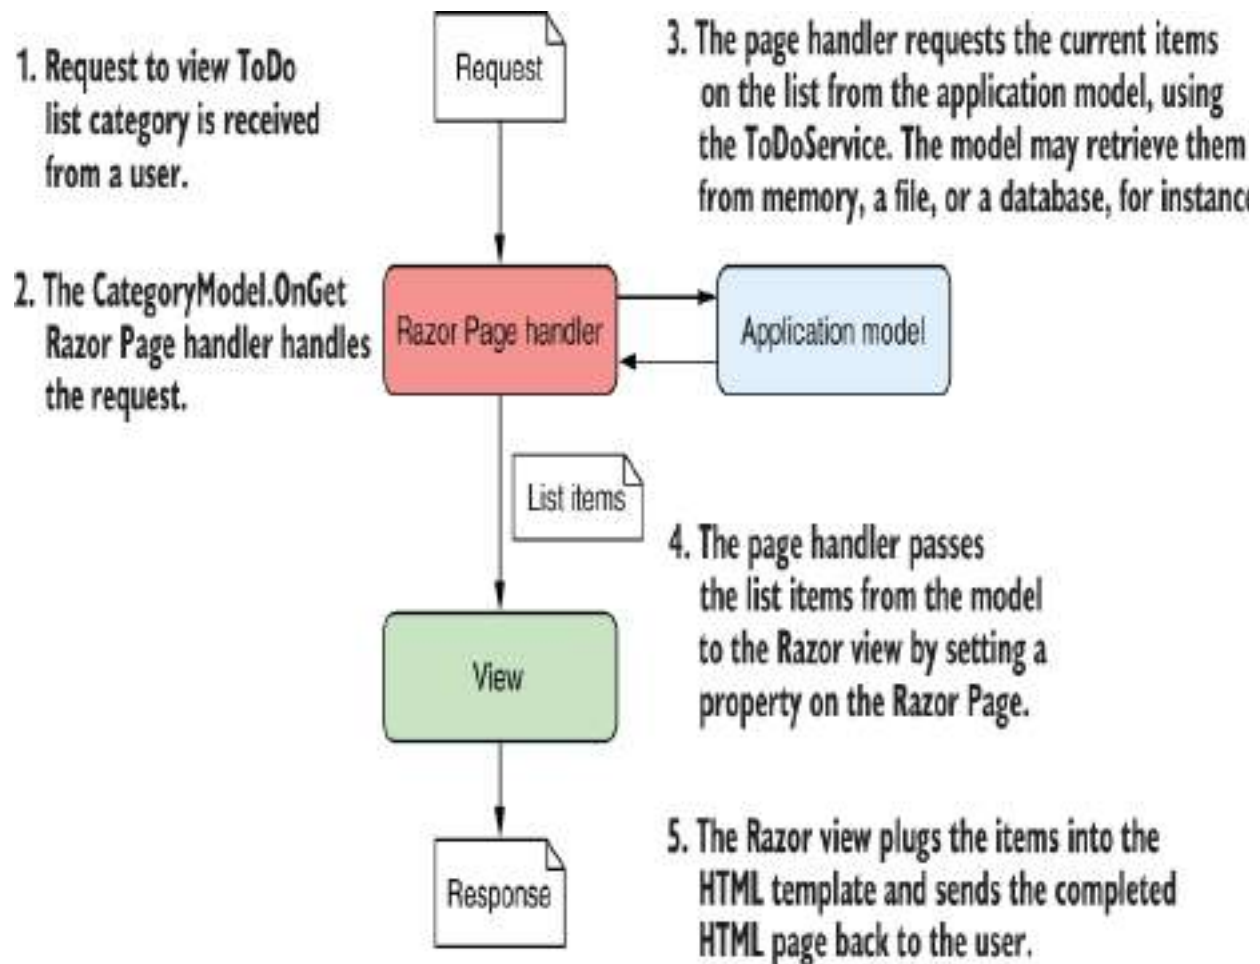 1. Request to view ToDo
list category is received
from a user.
Request
3. The page handler requests the current items
on the list from the application model, using
the ToDoService. The model may retrieve them
from memory, a file, or a database, for instance
2. The CategoryModel.OnGet
Razor Page handler handles
the request.
Razor Page handler
Application model
List items
4. The page handler passes
the list items from the model
to the Razor view by setting a
property on the Razor Page.
View
5. The Razor view plugs the items into the
HTML template and sends the completed
HTML page back to the user.
Response